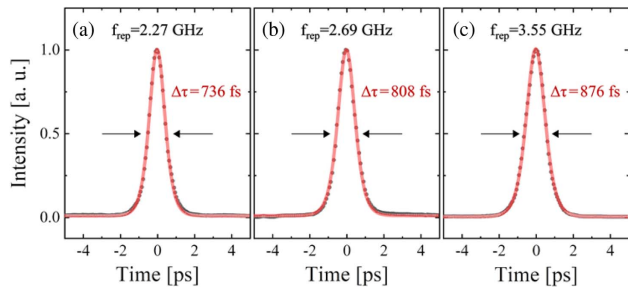 (a) f_rep=2.27 GHz
(b) f_rep=2.69 GHz
(c) f_rep=3.55 GHz
Δτ=736 fs
Δτ=808 fs
Δτ=876 fs
Intensity [a. u.]
1.0
0.5
0.0
-4 -2 0 2 4
-4 -2 0 2 4
-4 -2 0 2 4
Time [ps]
Time [ps]
Time [ps]